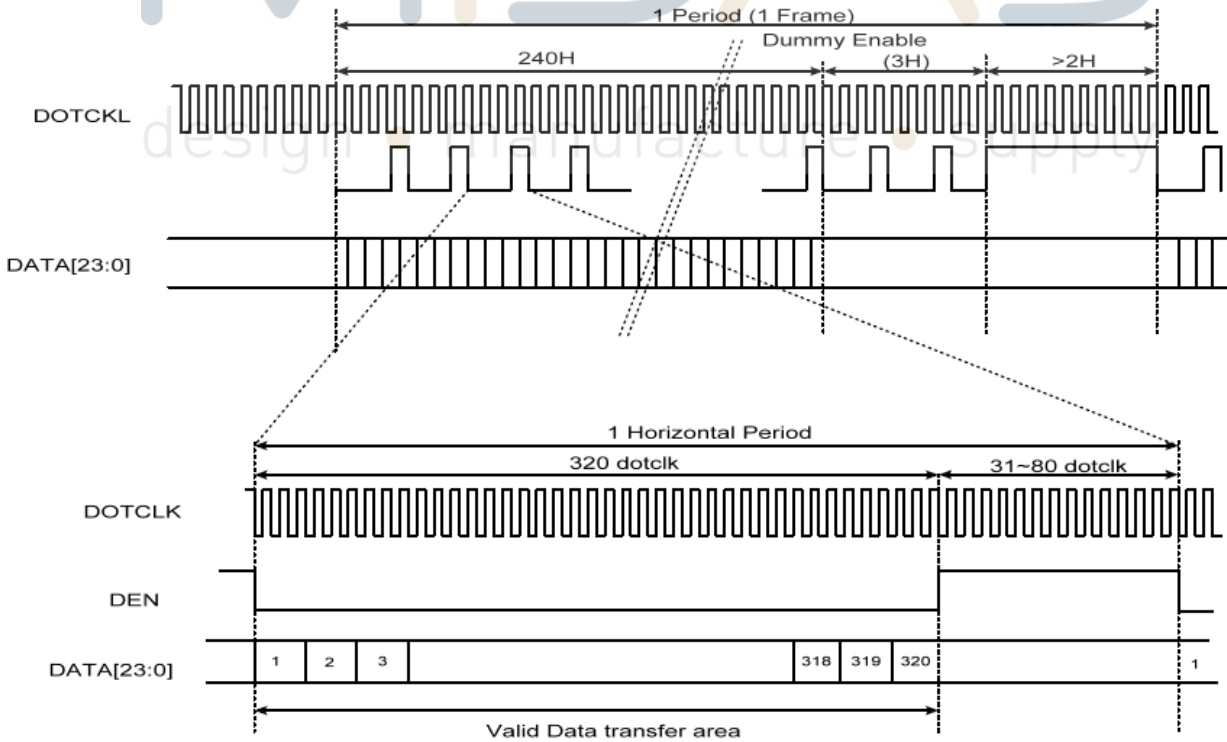 1 Period (1 Frame)
240H
Dummy Enable
(3H)
>2H
DOTCKL
design • manufacture • supply
DATA[23:0]
1 Horizontal Period
320 dotclk
31~80 dotclk
DOTCLK
DEN
DATA[23:0]
1
2
3
318
319
320
1
Valid Data transfer area